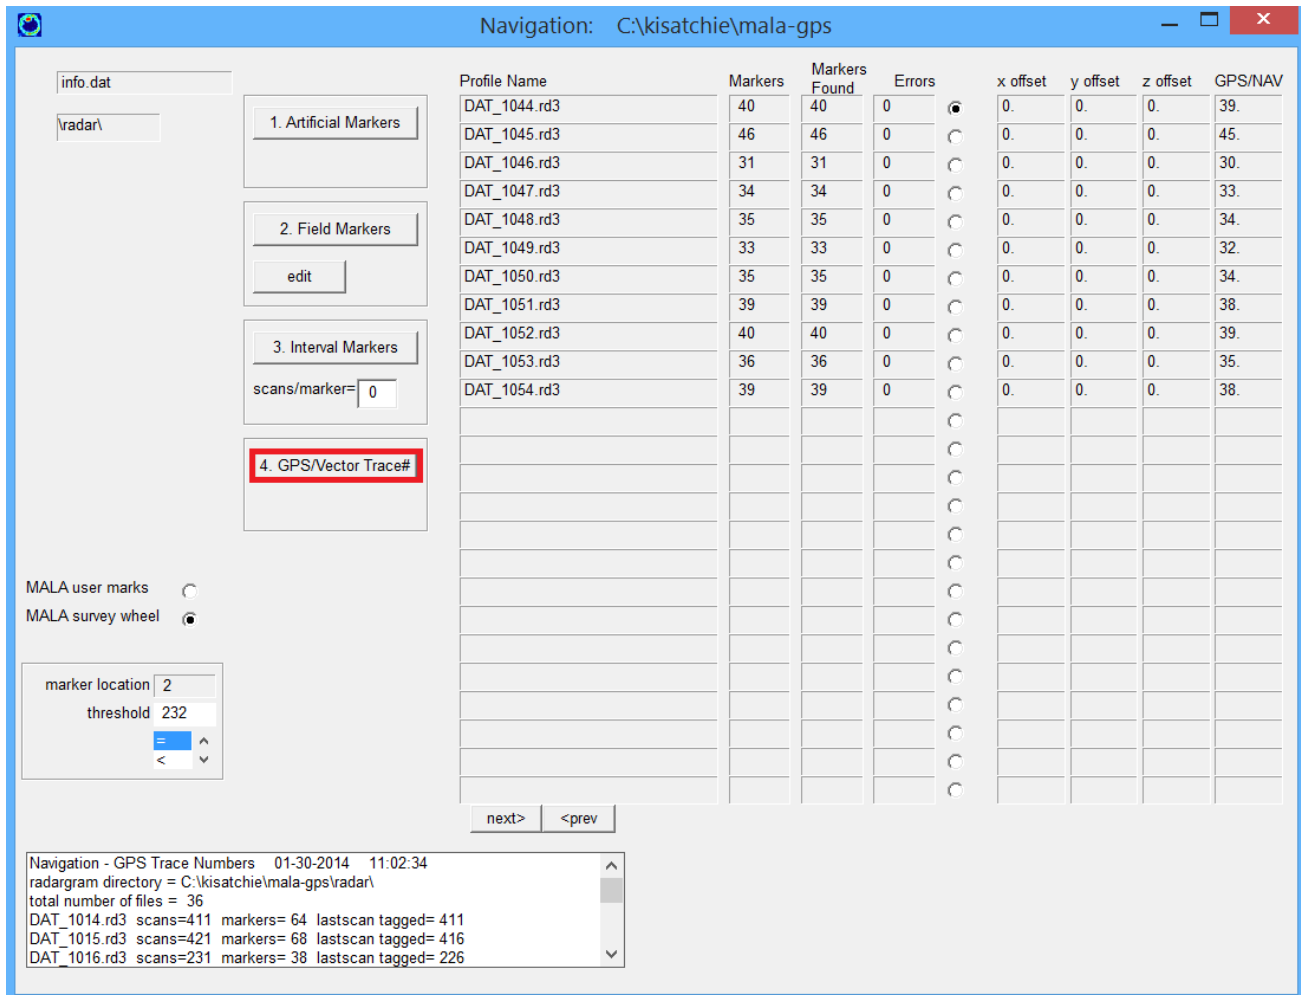 Navigation: C:\kisatchie\mala-gps
info.dat
\radar\
1. Artificial Markers
2. Field Markers
edit
3. Interval Markers
scans/marker= 0
4. GPS/Vector Trace#
MALA user marks
MALA survey wheel
marker location 2
threshold 232
=
<
Profile Name Markers Markers Found Errors x offset y offset z offset GPS/NAV
DAT_1044.rd3 40 40 0 0. 0. 0. 39.
DAT_1045.rd3 46 46 0 0. 0. 0. 45.
DAT_1046.rd3 31 31 0 0. 0. 0. 30.
DAT_1047.rd3 34 34 0 0. 0. 0. 33.
DAT_1048.rd3 35 35 0 0. 0. 0. 34.
DAT_1049.rd3 33 33 0 0. 0. 0. 32.
DAT_1050.rd3 35 35 0 0. 0. 0. 34.
DAT_1051.rd3 39 39 0 0. 0. 0. 38.
DAT_1052.rd3 40 40 0 0. 0. 0. 39.
DAT_1053.rd3 36 36 0 0. 0. 0. 35.
DAT_1054.rd3 39 39 0 0. 0. 0. 38.
next> <prev
Navigation - GPS Trace Numbers 01-30-2014 11:02:34
radargram directory = C:\kisatchie\mala-gps\radar\
total number of files = 36
DAT_1014.rd3 scans=411 markers= 64 lastscan tagged= 411
DAT_1015.rd3 scans=421 markers= 68 lastscan tagged= 416
DAT_1016.rd3 scans=231 markers= 38 lastscan tagged= 226